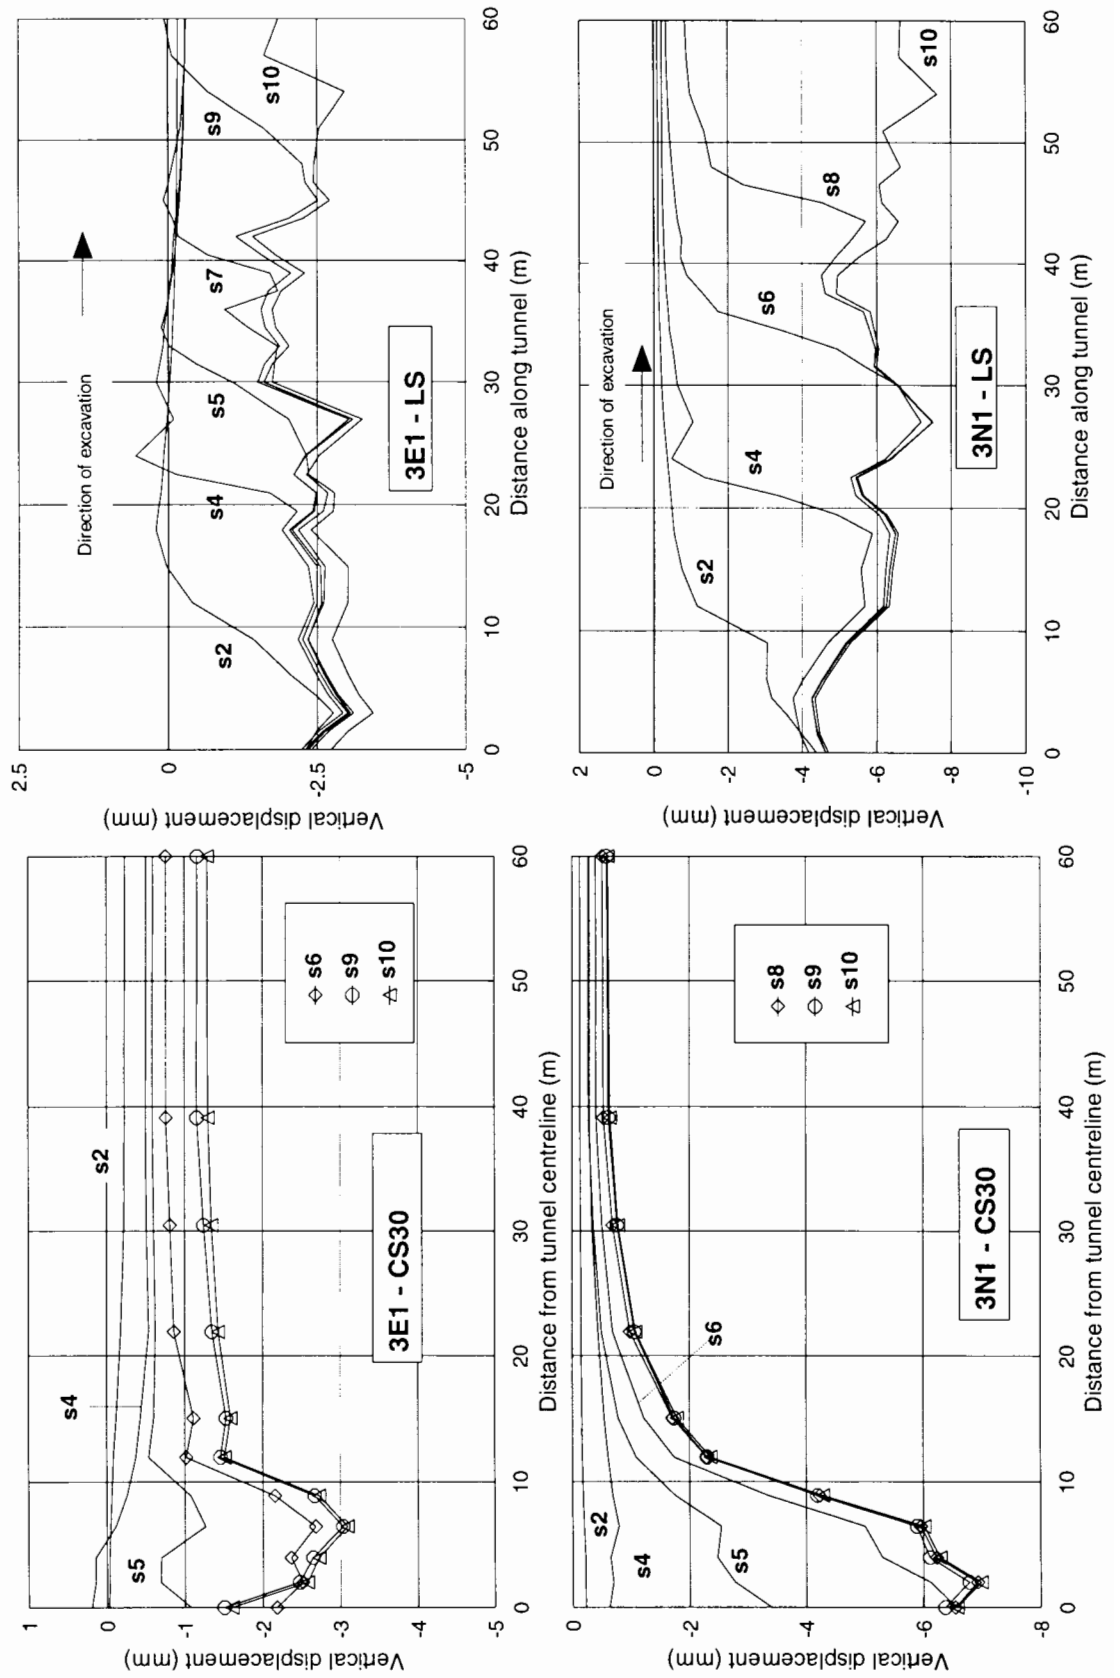 2.5
0
-2.5
-5
Vertical displacement (mm)
0
10
20
30
40
50
60
Distance along tunnel (m)
Direction of excavation
s2
s4
s5
s7
s9
s10
3E1 - LS
2
0
-2
-4
-6
-8
-10
Vertical displacement (mm)
0
10
20
30
40
50
60
Distance along tunnel (m)
Direction of excavation
s2
s4
s6
s8
s10
3N1 - LS
1
0
-1
-2
-3
-4
-5
Vertical displacement (mm)
0
10
20
30
40
50
60
Distance from tunnel centreline (m)
s2
s4
s5
s6
s9
s10
3E1 - CS30
0
-2
-4
-6
-8
Vertical displacement (mm)
0
10
20
30
40
50
60
Distance from tunnel centreline (m)
s2
s4
s5
s6
s8
s9
s10
3N1 - CS30